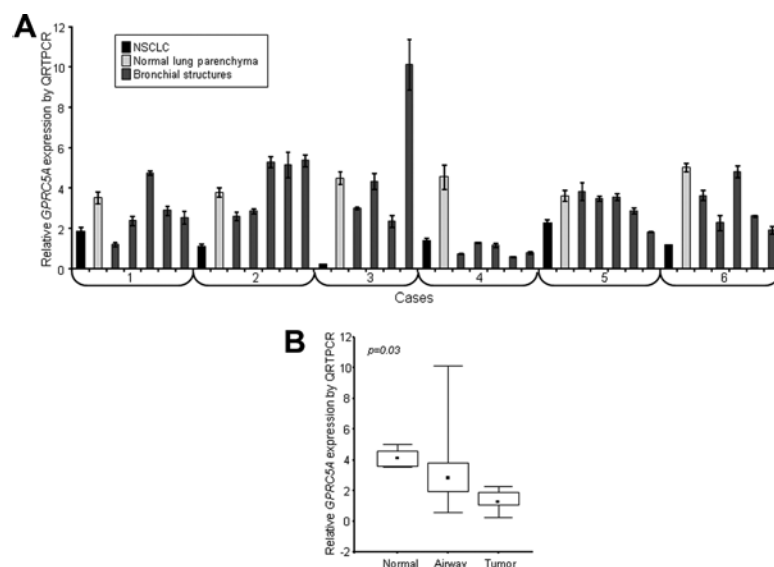 A
Relative GPRC5A expression by QRTPCR
12
10
8
6
4
2
0
NSCLC
Normal lung parenchyma
Bronchial structures
1 2 3 4 5 6
Cases
B
Relative GPRC5A expression by QRTPCR
12
10
8
6
4
2
0
-2
p=0.03
Normal Airway Tumor